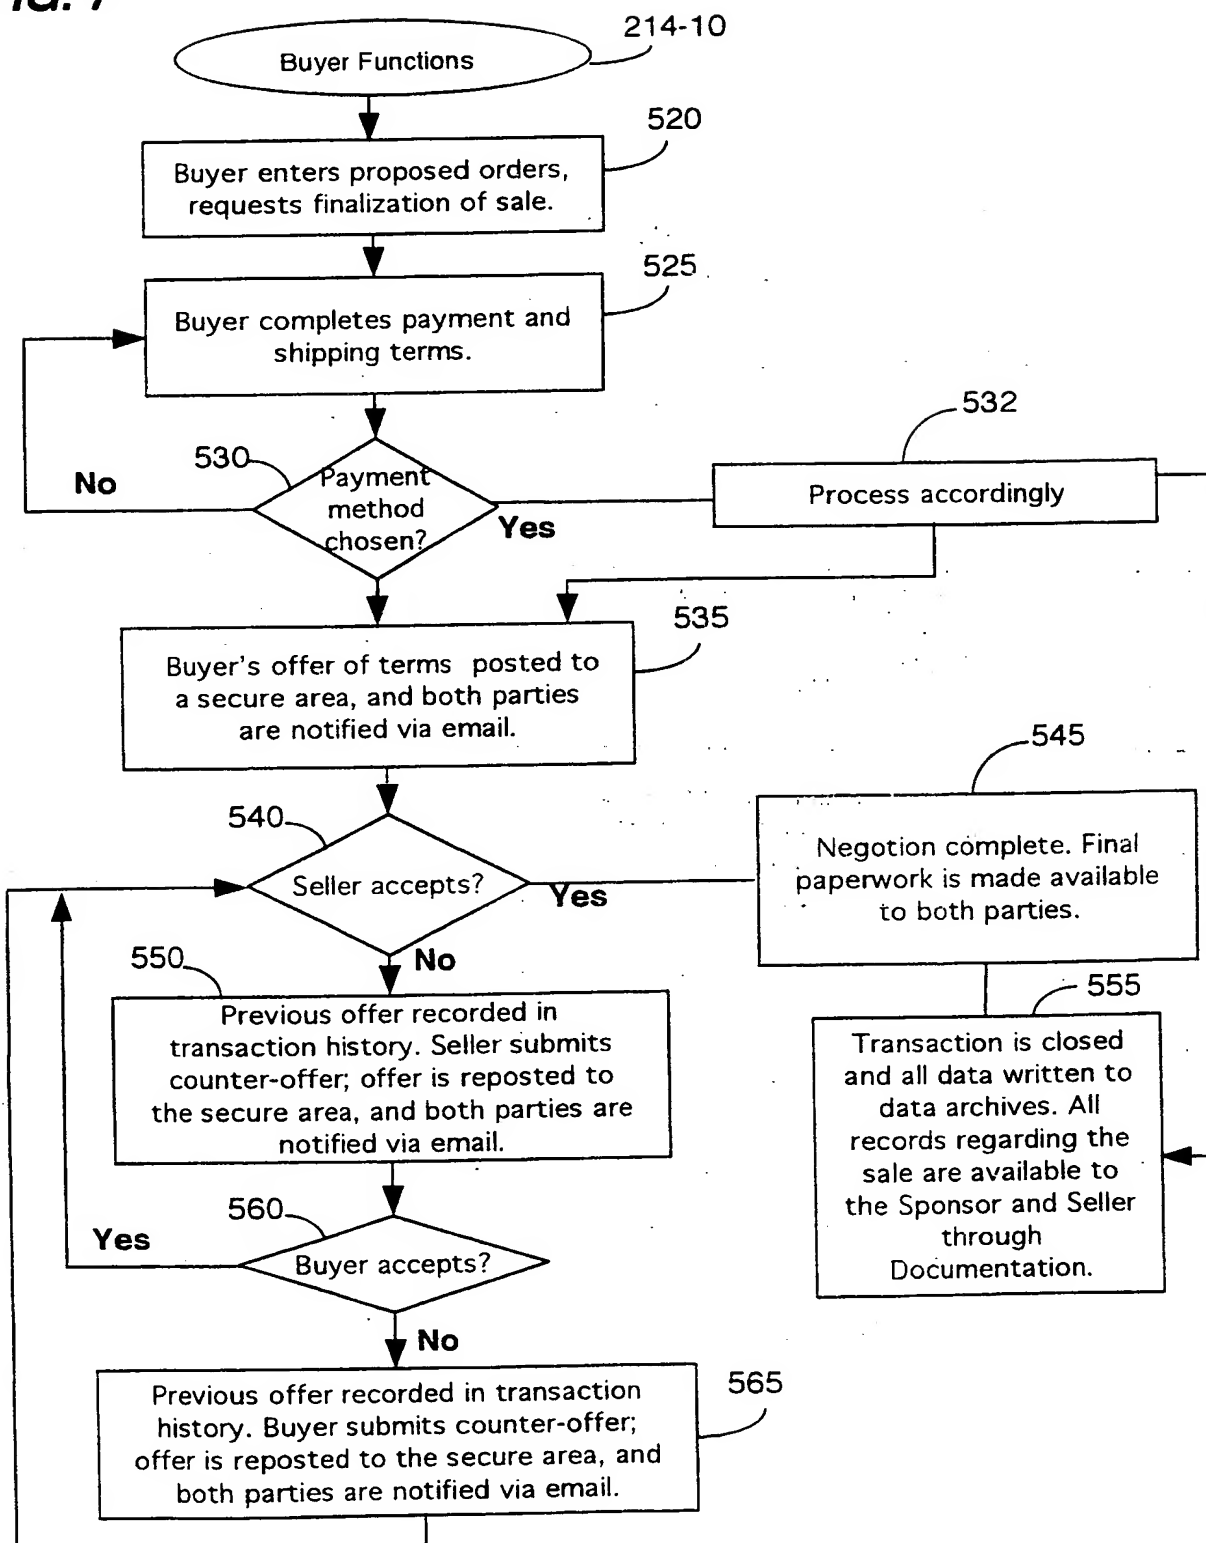 214-10
Buyer Functions
520
Buyer enters proposed orders,
requests finalization of sale.
525
Buyer completes payment and
shipping terms.
532
530
No
Payment
method
chosen?
Yes
Process accordingly
535
Buyer's offer of terms posted to
a secure area, and both parties
are notified via email.
545
540
Seller accepts?
Yes
Negotion complete. Final
paperwork is made available
to both parties.
No
550
555
Previous offer recorded in
transaction history. Seller submits
counter-offer; offer is reposted to
the secure area, and both parties are
notified via email.
Transaction is closed
and all data written to
data archives. All
records regarding the
sale are available to
the Sponsor and Seller
through
Documentation.
560
Yes
Buyer accepts?
No
565
Previous offer recorded in transaction
history. Buyer submits counter-offer;
offer is reposted to the secure area, and
both parties are notified via email.